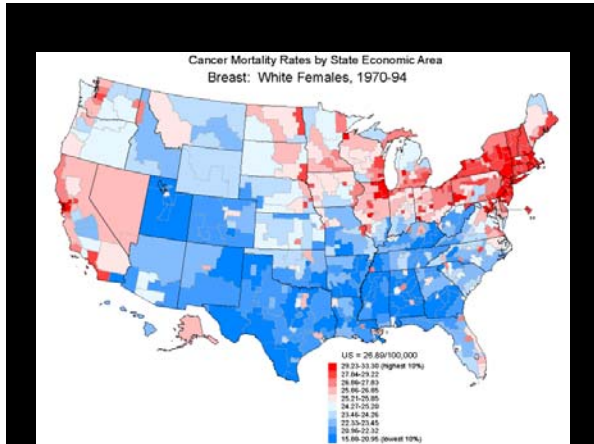 Cancer Mortality Rates by State Economic Area
Breast: White Females, 1970-94
US = 26.89/100,000
29.23-33.30 (highest 10%)
27.84-29.22
26.86-27.83
25.86-26.85
25.21-25.85
24.27-25.20
23.46-24.26
22.33-23.45
20.96-22.32
15.88-20.95 (lowest 10%)